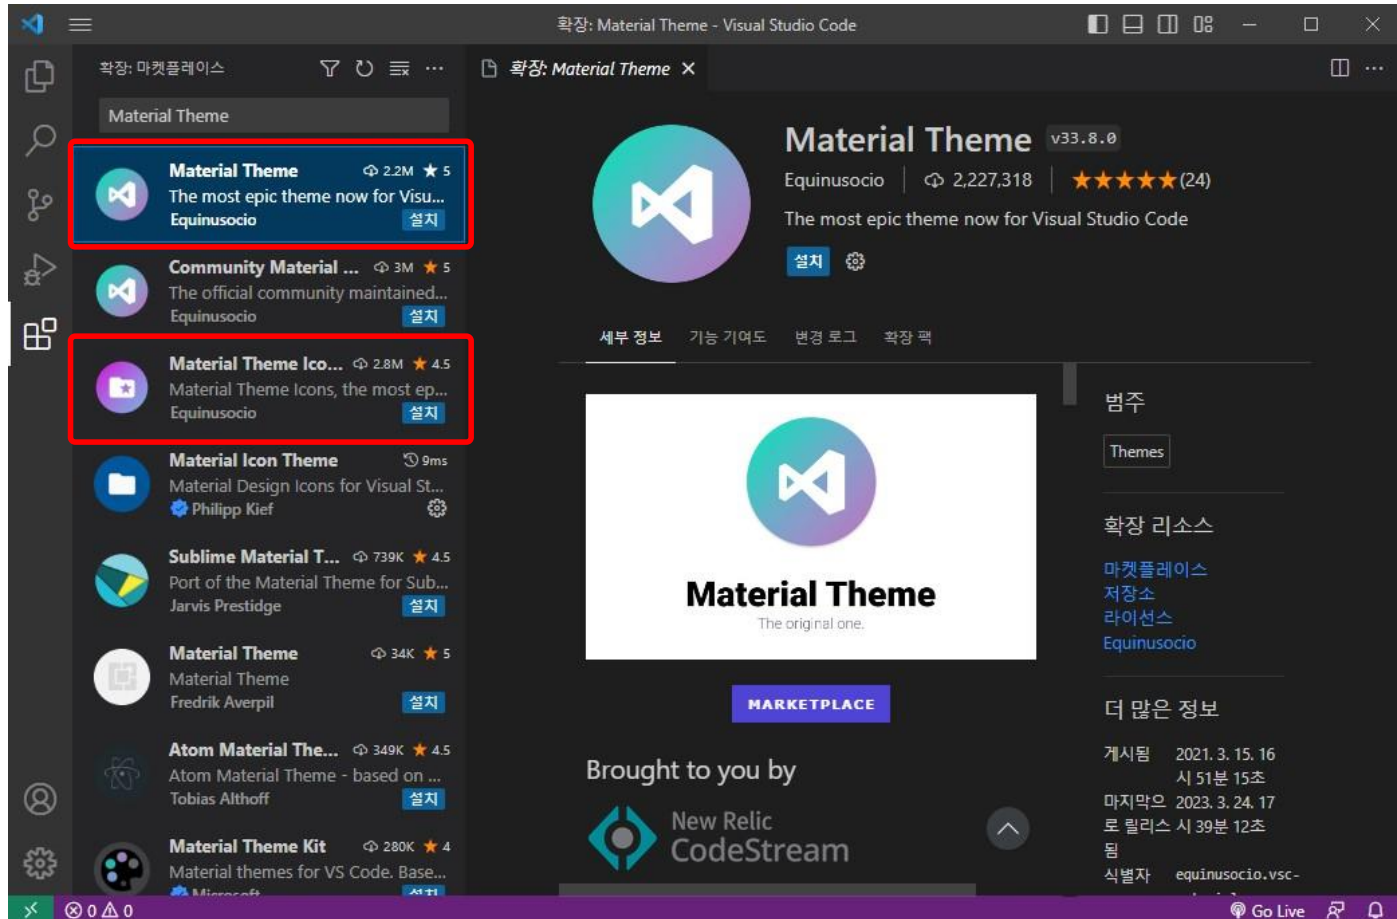 확장: Material Theme - Visual Studio Code
확장: 마켓플레이스
확장: Material Theme
Material Theme
Material Theme 2.2M ★ 5
The most epic theme now for Visu...
Equinusocio 설치
Community Material ... 3M ★ 5
The official community maintained...
Equinusocio 설치
Material Theme Ico... 2.8M ★ 4.5
Material Theme Icons, the most ep...
Equinusocio 설치
Material Icon Theme 9ms
Material Design Icons for Visual St...
Philipp Kief
Sublime Material T... 739K ★ 4.5
Port of the Material Theme for Sub...
Jarvis Prestidge 설치
Material Theme 34K ★ 5
Material Theme
Fredrik Averpil 설치
Atom Material The... 349K ★ 4.5
Atom Material Theme - based on ...
Tobias Althoff 설치
Material Theme Kit 280K ★ 4
Material themes for VS Code. Base...
Microsoft 설치
Material Theme v33.8.0
Equinusocio 2,227,318 ★★★★★(24)
The most epic theme now for Visual Studio Code
설치
세부 정보 기능 기여도 변경 로그 확장 팩
Material Theme
The original one.
MARKETPLACE
Brought to you by
New Relic
CodeStream
범주
Themes
확장 리소스
마켓플레이스
저장소
라이선스
Equinusocio
더 많은 정보
게시됨 2021. 3. 15. 16
시 51분 15초
마지막으 2023. 3. 24. 17
로 릴리스 시 39분 12초
됨
식별자 equinusocio.vsc-
0 0
Go Live